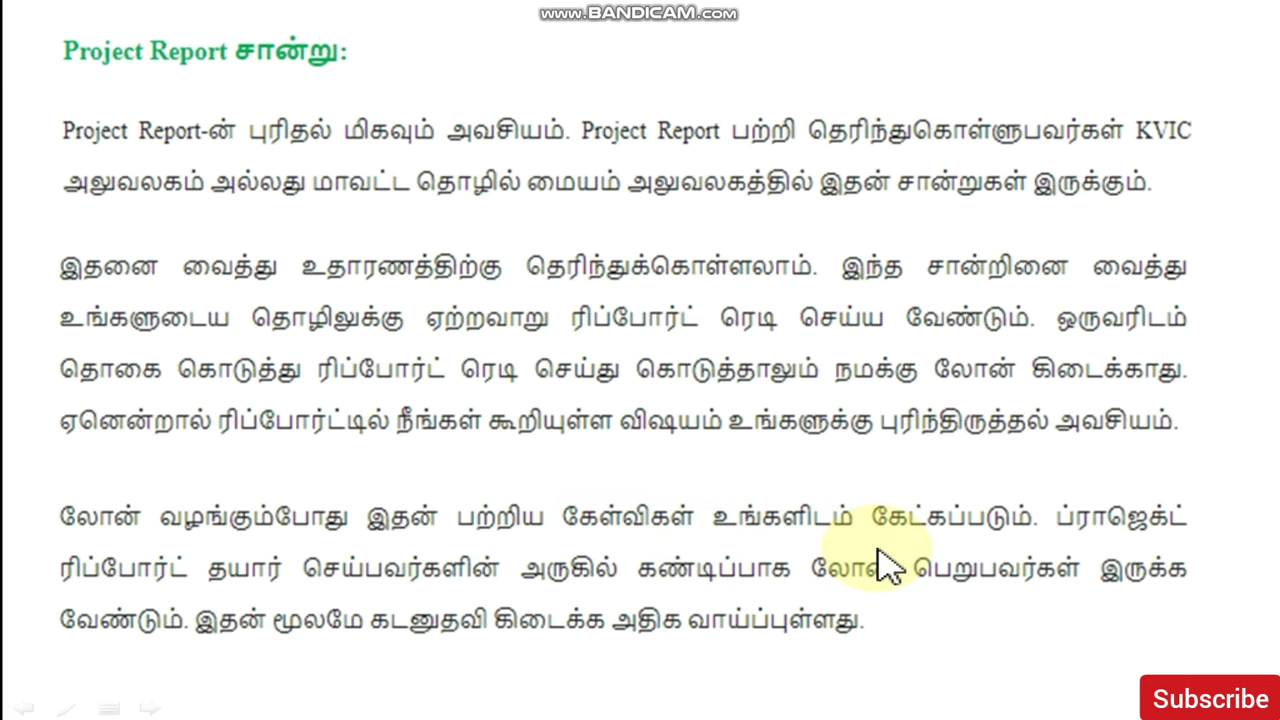 www.BANDICAM.com
Project Report சான்று:
Project Report-ன் புரிதல் மிகவும் அவசியம். Project Report பற்றி தெரிந்துகொள்ளுபவர்கள் KVIC
அலுவலகம் அல்லது மாவட்ட தொழில் மையம் அலுவலகத்தில் இதன் சான்றுகள் இருக்கும்.
இதனை வைத்து உதாரணத்திற்கு தெரிந்துக்கொள்ளலாம். இந்த சான்றினை வைத்து
உங்களுடைய தொழிலுக்கு ஏற்றவாறு ரிப்போர்ட் ரெடி செய்ய வேண்டும். ஒருவரிடம்
தொகை கொடுத்து ரிப்போர்ட் ரெடி செய்து கொடுத்தாலும் நமக்கு லோன் கிடைக்காது.
ஏனென்றால் ரிப்போர்ட்டில் நீங்கள் கூறியுள்ள விஷயம் உங்களுக்கு புரிந்திருத்தல் அவசியம்.
லோன் வழங்கும்போது இதன் பற்றிய கேள்விகள் உங்களிடம் கேட்கப்படும். ப்ராஜெக்ட்
ரிப்போர்ட் தயார் செய்பவர்களின் அருகில் கண்டிப்பாக லோன் பெறுபவர்கள் இருக்க
வேண்டும். இதன் மூலமே கடனுதவி கிடைக்க அதிக வாய்ப்புள்ளது.
Subscribe